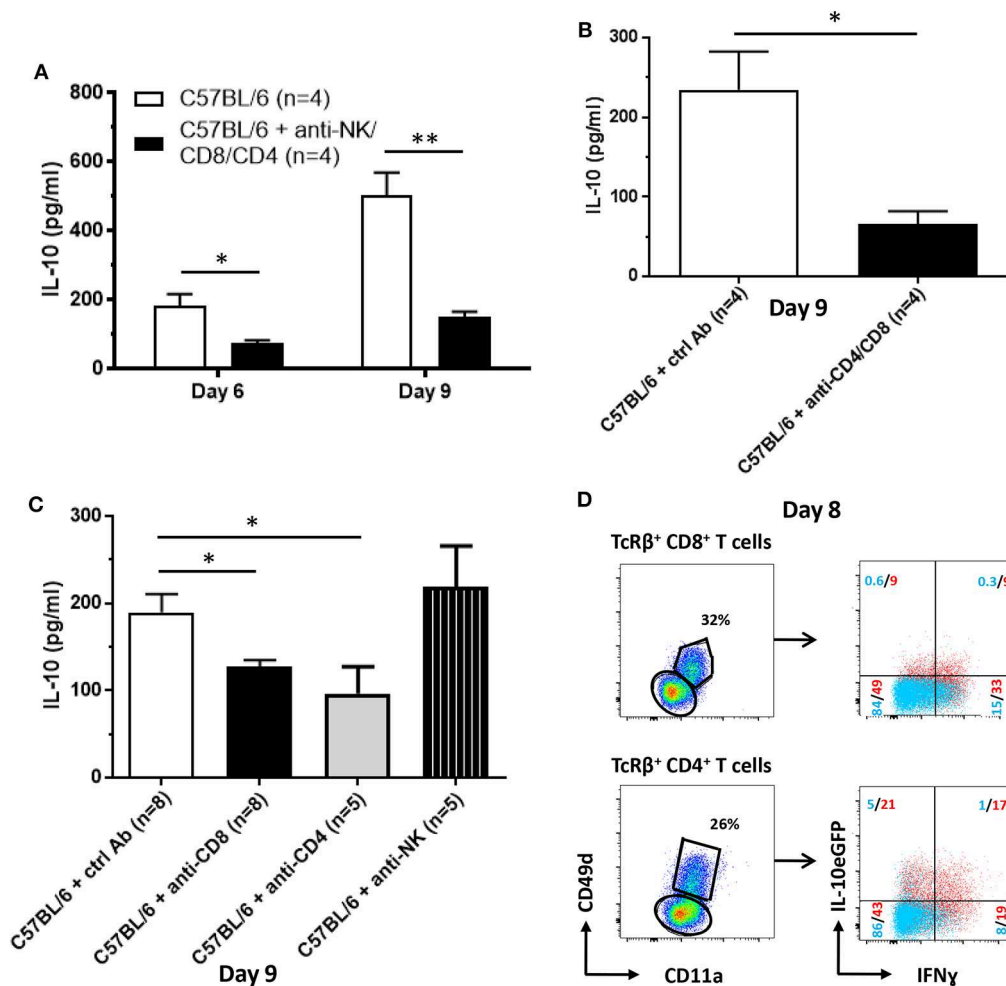 A
800
600
400
200
0
IL-10 (pg/ml)
C57BL/6 (n=4)
C57BL/6 + anti-NK/
CD8/CD4 (n=4)
*
**
Day 6
Day 9
B
300
200
100
0
IL-10 (pg/ml)
*
C57BL/6 + ctrl Ab (n=4)
C57BL/6 + anti-CD4/CD8 (n=4)
Day 9
C
300
200
100
0
IL-10 (pg/ml)
*
*
C57BL/6 + ctrl Ab (n=8)
C57BL/6 + anti-CD8 (n=8)
C57BL/6 + anti-CD4 (n=5)
C57BL/6 + anti-NK (n=5)
Day 9
D
Day 8
TcRβ⁺ CD8⁺ T cells
32%
0.6/9
0.3/9
84/49
15/33
TcRβ⁺ CD4⁺ T cells
26%
5/21
1/17
86/43
8/19
CD49d
CD11a
IL-10eGFP
IFNɣ